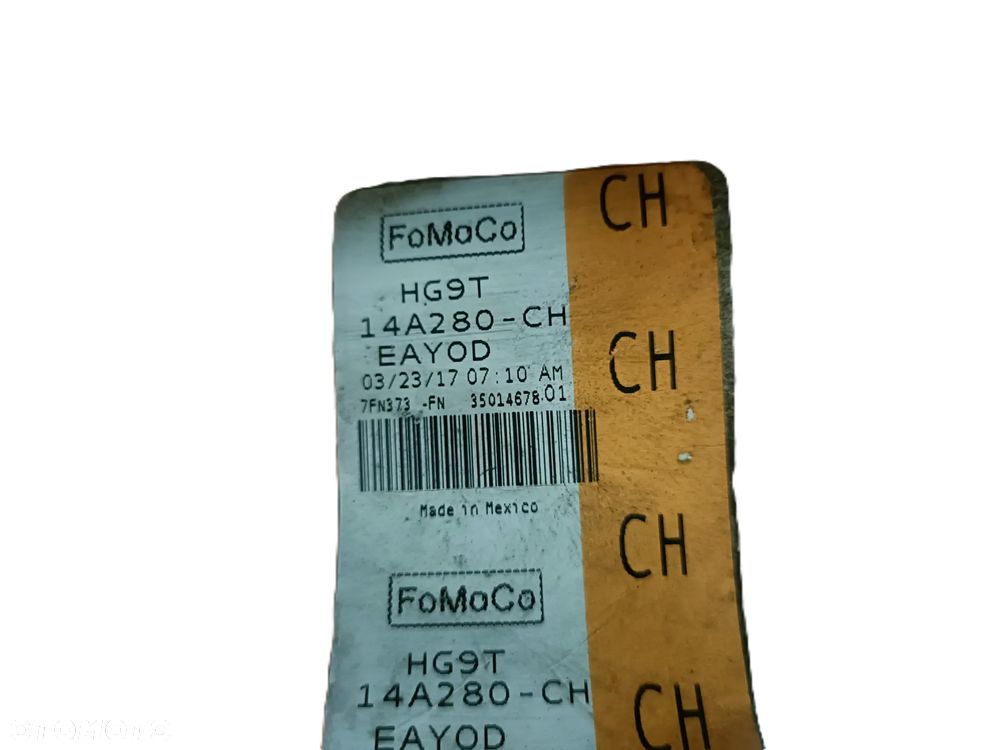 CH
FoMoCo
HG9T
14A280-CH
EAYOD
03/23/17 07:10 AM
7FN373 -FN 35014678.01
CH
Made in Mexico
CH
FoMoCo
HG9T
14A280-CH
EAYOD
CH
OTOMOTO